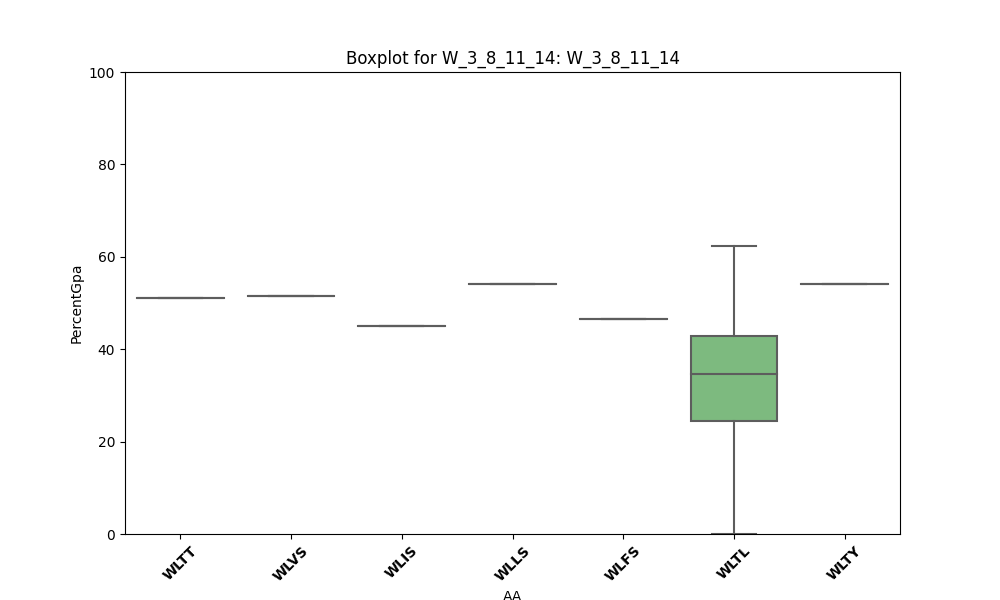 Boxplot for W_3_8_11_14: W_3_8_11_14
100
80
60
40
20
0
PercentGpa
WLTT
WLVS
WLIS
WLLS
WLFS
WLTL
WLTY
AA